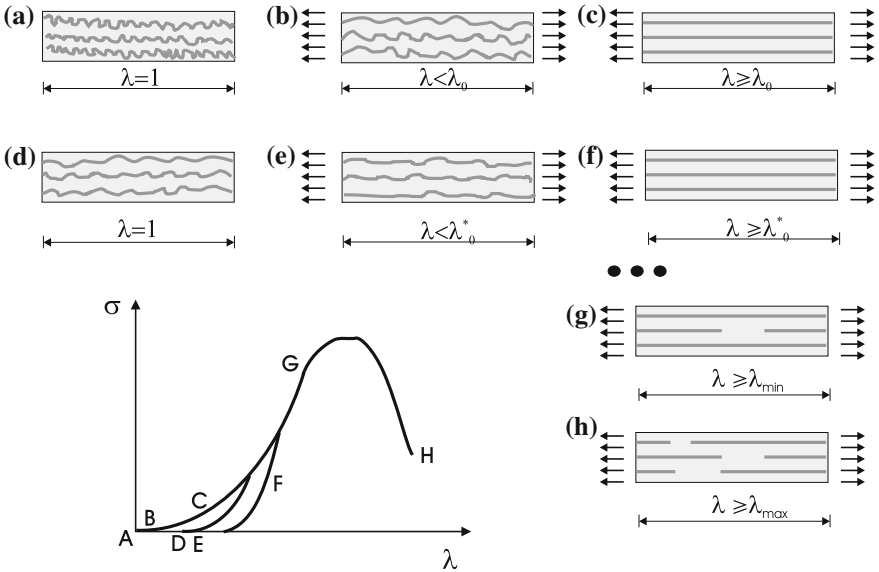 (a)
λ=1
(b)
λ<λ₀
(c)
λ≥λ₀
(d)
λ=1
(e)
λ<λ*₀
(f)
λ ≥λ*₀
σ
G
C
B
A
D E
F
H
λ
(g)
λ ≥λmin
(h)
λ ≥λmax